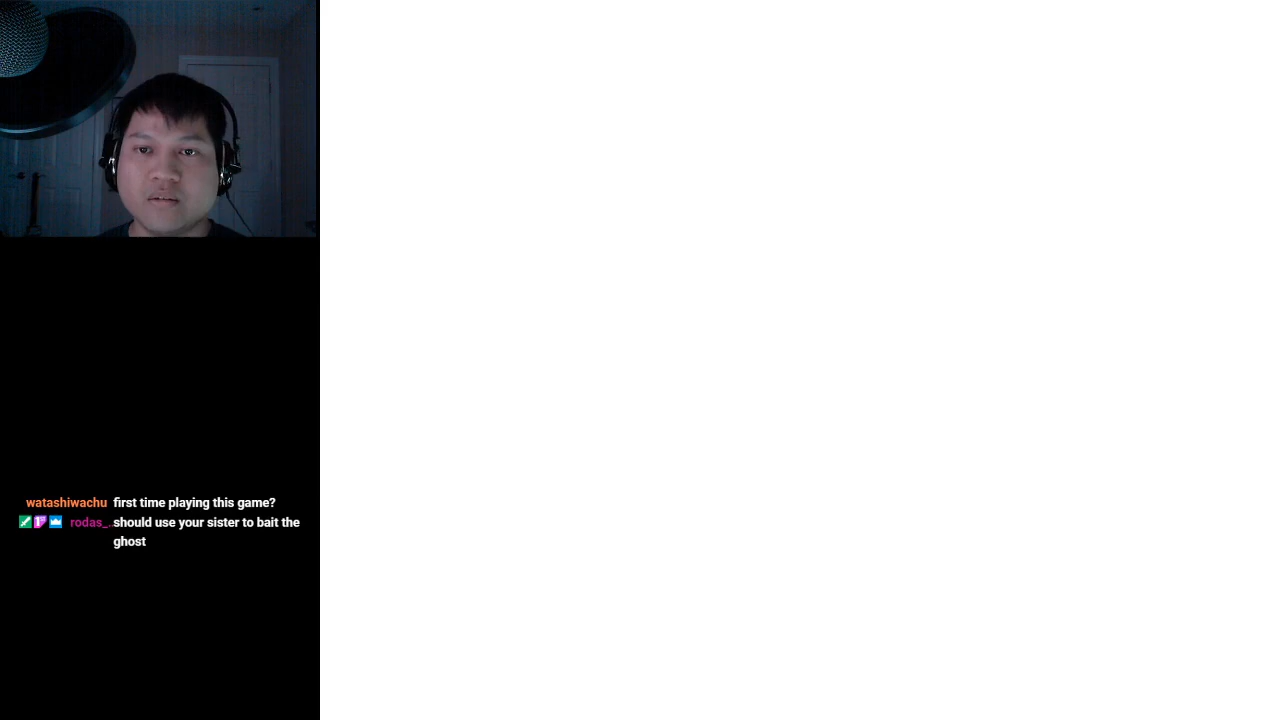 watashiwachu first time playing this game?
rodas_.. should use your sister to bait the
ghost